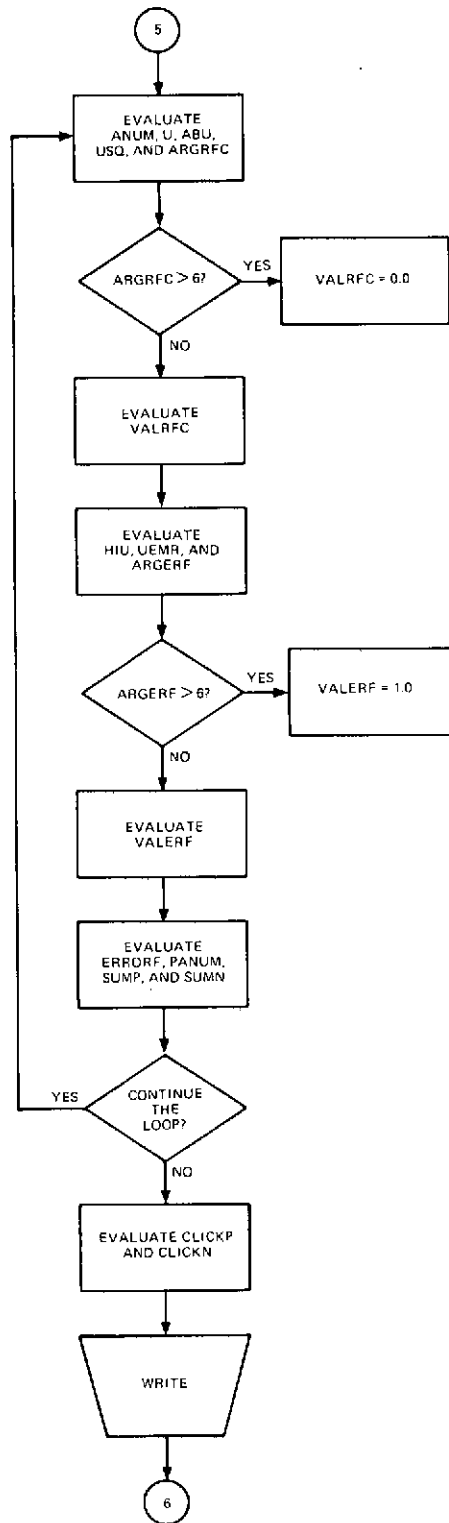 5
EVALUATE
ANUM, U, ABU,
USQ, AND ARGRFC
ARGRFC > 6?
YES
VALRFC = 0.0
NO
EVALUATE
VALRFC
EVALUATE
HIU, UEMR, AND
ARGERF
ARGERF > 6?
YES
VALERF = 1.0
NO
EVALUATE
VALERF
EVALUATE
ERRORF, PANUM,
SUMP, AND SUMN
YES
CONTINUE
THE
LOOP?
NO
EVALUATE CLICKP
AND CLICKN
WRITE
6